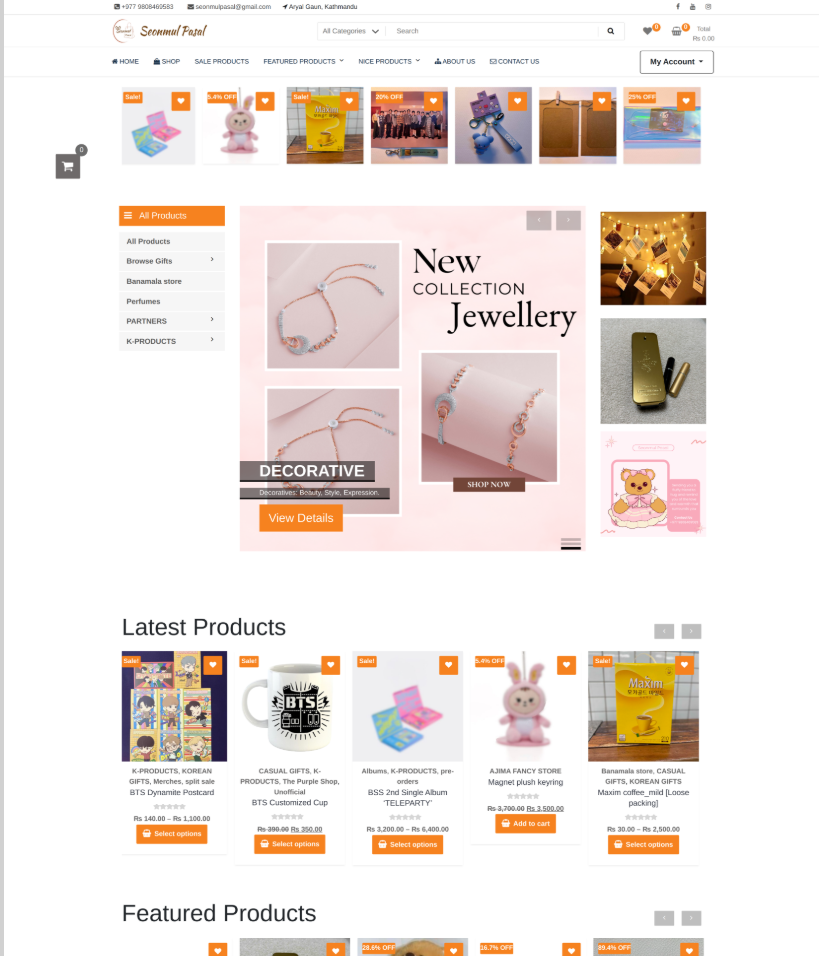 +977 9808469583 seonmulpasal@gmail.com Aryal Gaun, Kathmandu
Seonmul Pasal
All Categories Search
0 0 Total
₨ 0.00
HOME SHOP SALE PRODUCTS FEATURED PRODUCTS NICE PRODUCTS ABOUT US CONTACT US
My Account
Sale! 5.4% OFF Sale! 20% OFF 25% OFF
Maxim
0
All Products
All Products
Browse Gifts
Banamala store
Perfumes
PARTNERS
K-PRODUCTS
New
COLLECTION
Jewellery
DECORATIVE
Decoratives: Beauty, Style, Expression.
SHOP NOW
View Details
Latest Products
Sale! Sale! Sale! 5.4% OFF Sale!
BTS
Maxim
K-PRODUCTS, KOREAN
GIFTS, Merches, split sale
BTS Dynamite Postcard
₨ 140.00 – ₨ 1,100.00
Select options
CASUAL GIFTS, K-
PRODUCTS, The Purple Shop,
Unofficial
BTS Customized Cup
₨ 390.00 ₨ 350.00
Select options
Albums, K-PRODUCTS, pre-
orders
BSS 2nd Single Album
'TELEPARTY'
₨ 3,200.00 – ₨ 6,400.00
Select options
AJIMA FANCY STORE
Magnet plush keyring
₨ 3,700.00 ₨ 3,500.00
Add to cart
Banamala store, CASUAL
GIFTS, KOREAN GIFTS
Maxim coffee_mild [Loose
packing]
₨ 30.00 – ₨ 2,500.00
Select options
Featured Products
28.6% OFF 16.7% OFF 89.4% OFF